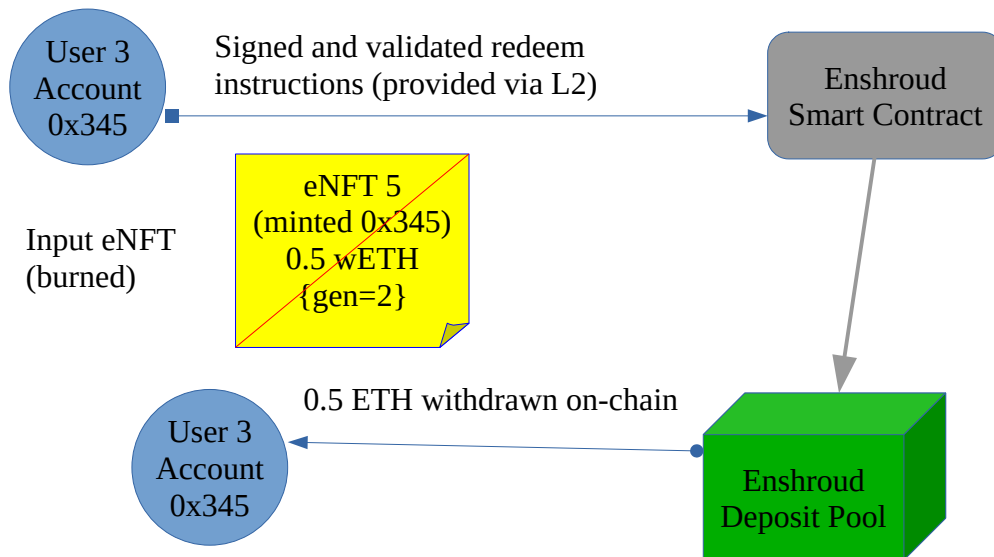 User 3
Account
0x345
Signed and validated redeem
instructions (provided via L2)
Enshroud
Smart Contract
Input eNFT
(burned)
eNFT 5
(minted 0x345)
0.5 wETH
{gen=2}
0.5 ETH withdrawn on-chain
User 3
Account
0x345
Enshroud
Deposit Pool